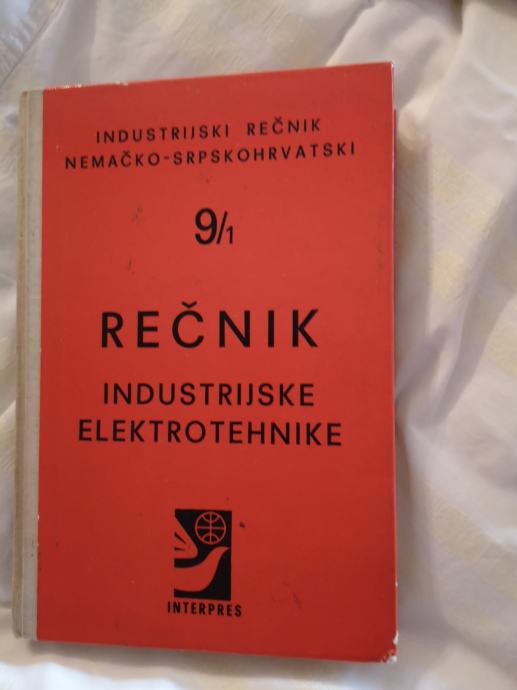 INDUSTRIJSKI REČNIK
NEMAČKO-SRPSKOHRVATSKI
9/1
REČNIK
INDUSTRIJSKE
ELEKTROTEHNIKE
INTERPRES